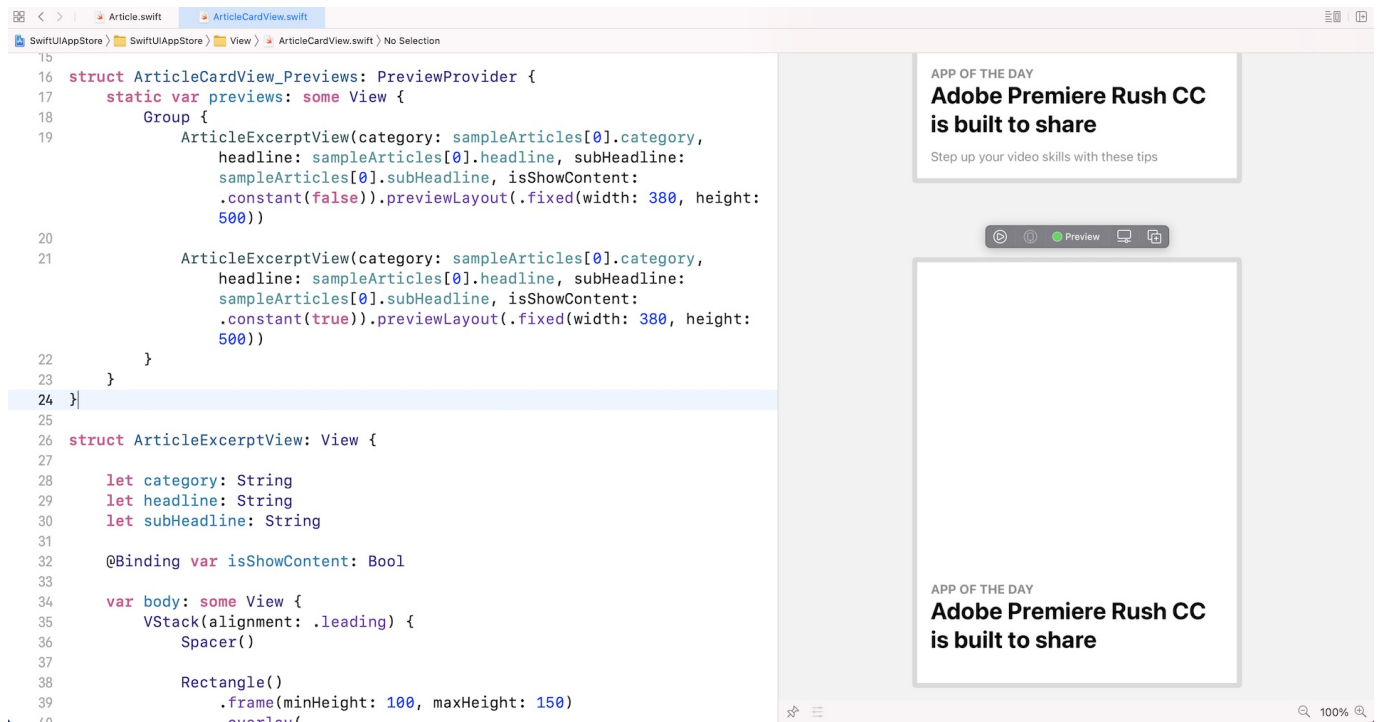 Article.swift
ArticleCardView.swift
SwiftUIAppStore
SwiftUIAppStore
View
ArticleCardView.swift
No Selection
15
16 struct ArticleCardView_Previews: PreviewProvider {
17 static var previews: some View {
18 Group {
19 ArticleExcerptView(category: sampleArticles[0].category,
headline: sampleArticles[0].headline, subHeadline:
sampleArticles[0].subHeadline, isShowContent:
.constant(false)).previewLayout(.fixed(width: 380, height:
500))
20
21 ArticleExcerptView(category: sampleArticles[0].category,
headline: sampleArticles[0].headline, subHeadline:
sampleArticles[0].subHeadline, isShowContent:
.constant(true)).previewLayout(.fixed(width: 380, height:
500))
22 }
23 }
24 }
25
26 struct ArticleExcerptView: View {
27
28 let category: String
29 let headline: String
30 let subHeadline: String
31
32 @Binding var isShowContent: Bool
33
34 var body: some View {
35 VStack(alignment: .leading) {
36 Spacer()
37
38 Rectangle()
39 .frame(minHeight: 100, maxHeight: 150)
40 .overlay(
APP OF THE DAY
Adobe Premiere Rush CC
is built to share
Step up your video skills with these tips
Preview
APP OF THE DAY
Adobe Premiere Rush CC
is built to share
100%